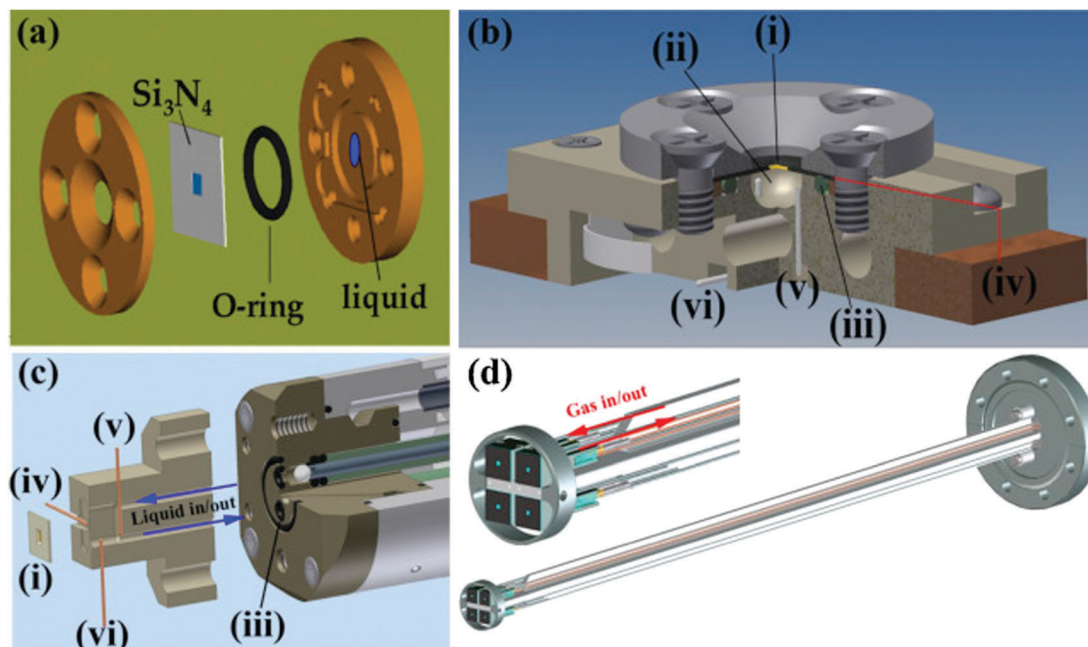 (a)
Si3N4
O-ring
liquid
(b)
(ii)
(i)
(vi)
(v)
(iii)
(iv)
(c)
(v)
(iv)
Liquid in/out
(i)
(vi)
(iii)
(d)
Gas in/out